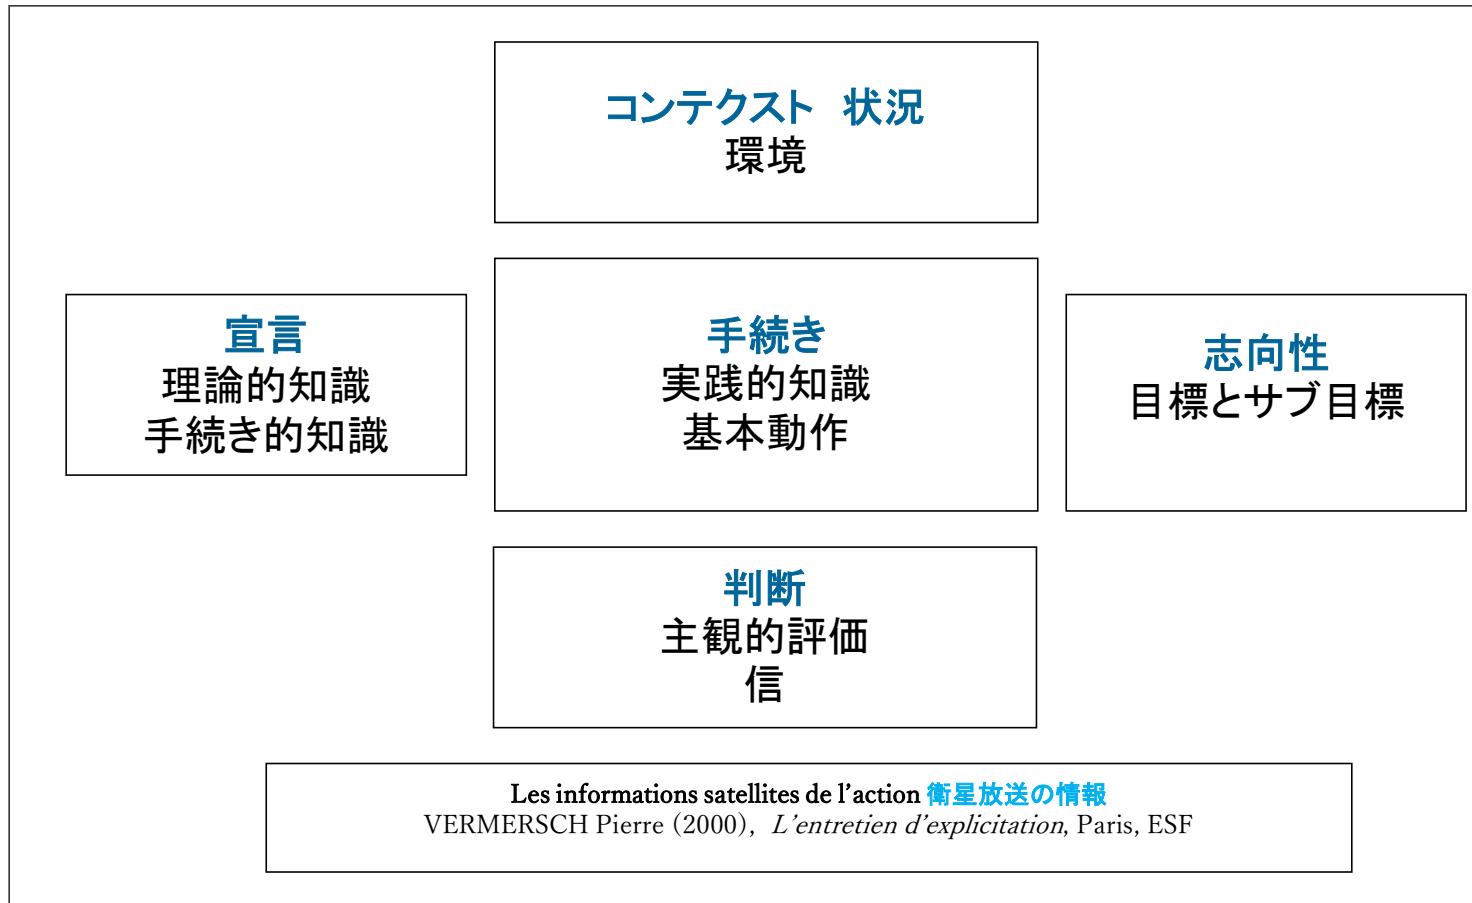 コンテクスト　状況
環境
宣言
理論的知識
手続き的知識
手続き
実践的知識
基本動作
志向性
目標とサブ目標
判断
主観的評価
信
Les informations satellites de l’action 衛星放送の情報
VERMERSCH Pierre (2000), L’entretien d’explicitation, Paris, ESF